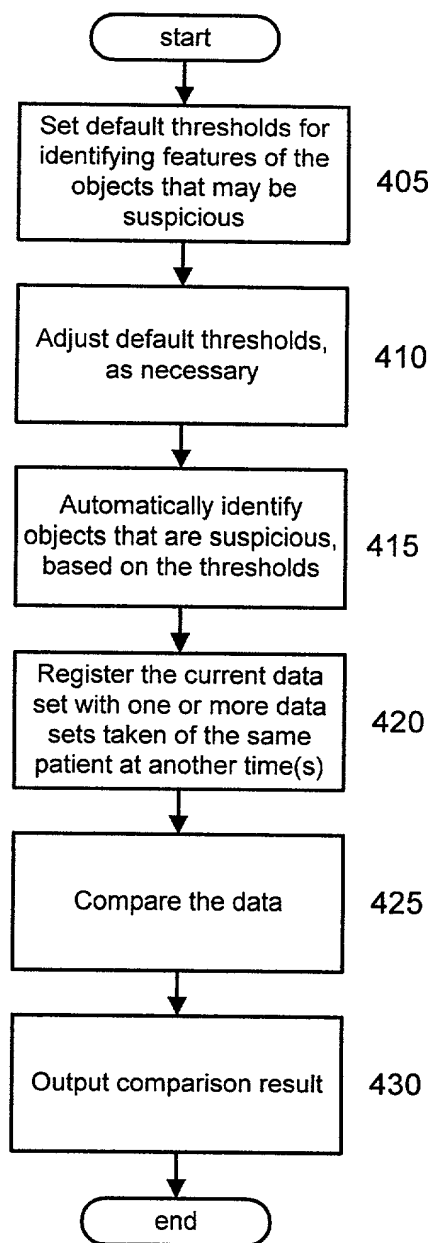 start
Set default thresholds for
identifying features of the
objects that may be
suspicious
405
Adjust default thresholds,
as necessary
410
Automatically identify
objects that are suspicious,
based on the thresholds
415
Register the current data
set with one or more data
sets taken of the same
patient at another time(s)
420
Compare the data
425
Output comparison result
430
end